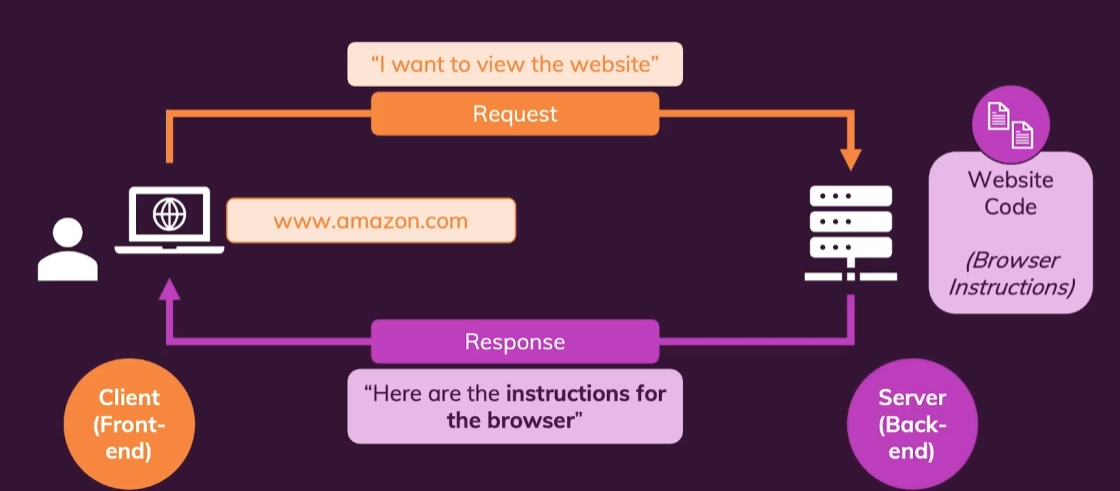 “I want to view the website”
Request
www.amazon.com
Website
Code
(Browser
Instructions)
Response
“Here are the instructions for
the browser”
Client
(Front-
end)
Server
(Back-
end)